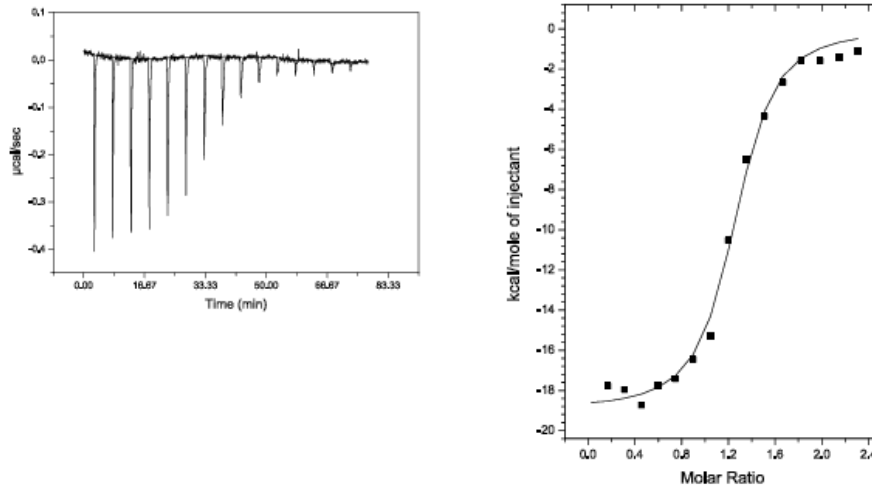 0,1
0,0
-0,1
-0,2
-0,3
-0,4
µcal/sec
0.00 16.67 33.33 50.00 66.67 83.33
Time (min)
0
-2
-4
-6
-8
-10
-12
-14
-16
-18
-20
kcal/mole of injectant
0.0 0.4 0.8 1.2 1.6 2.0 2.4
Molar Ratio